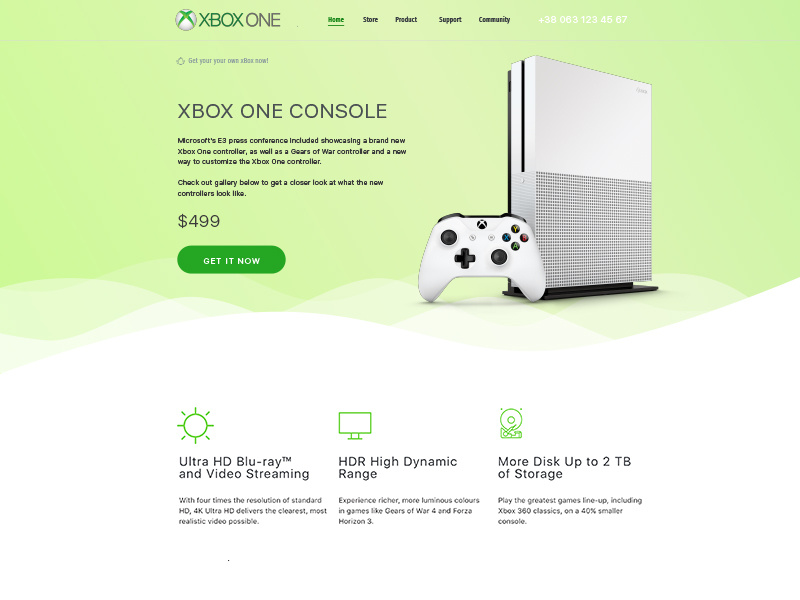 XBOX ONE
Home Store Product Support Community
+38 063 123 45 67
Get your your own xBox now!
XBOX ONE CONSOLE
Microsoft's E3 press conference included showcasing a brand new
Xbox One controller, as well as a Gears of War controller and a new
way to customize the Xbox One controller.
Check out gallery below to get a closer look at what the new
controllers look like.
$499
GET IT NOW
Y
X
B
A
Ultra HD Blu-ray™
and Video Streaming
With four times the resolution of standard
HD, 4K Ultra HD delivers the clearest, most
realistic video possible.
HDR High Dynamic
Range
Experience richer, more luminous colours
in games like Gears of War 4 and Forza
Horizon 3.
More Disk Up to 2 TB
of Storage
Play the greatest games line-up, including
Xbox 360 classics, on a 40% smaller
console.